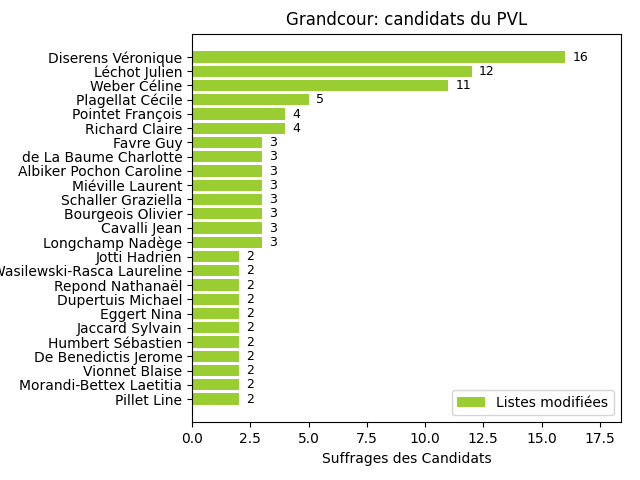 Grandcour: candidats du PVL
Diserens Véronique 16
Léchot Julien 12
Weber Céline 11
Plagellat Cécile 5
Pointet François 4
Richard Claire 4
Favre Guy 3
de La Baume Charlotte 3
Albiker Pochon Caroline 3
Miéville Laurent 3
Schaller Graziella 3
Bourgeois Olivier 3
Cavalli Jean 3
Longchamp Nadège 3
Jotti Hadrien 2
Wasilewski-Rasca Laureline 2
Repond Nathanaël 2
Dupertuis Michael 2
Eggert Nina 2
Jaccard Sylvain 2
Humbert Sébastien 2
De Benedictis Jerome 2
Vionnet Blaise 2
Morandi-Bettex Laetitia 2
Pillet Line 2
Listes modifiées
0.0 2.5 5.0 7.5 10.0 12.5 15.0 17.5
Suffrages des Candidats